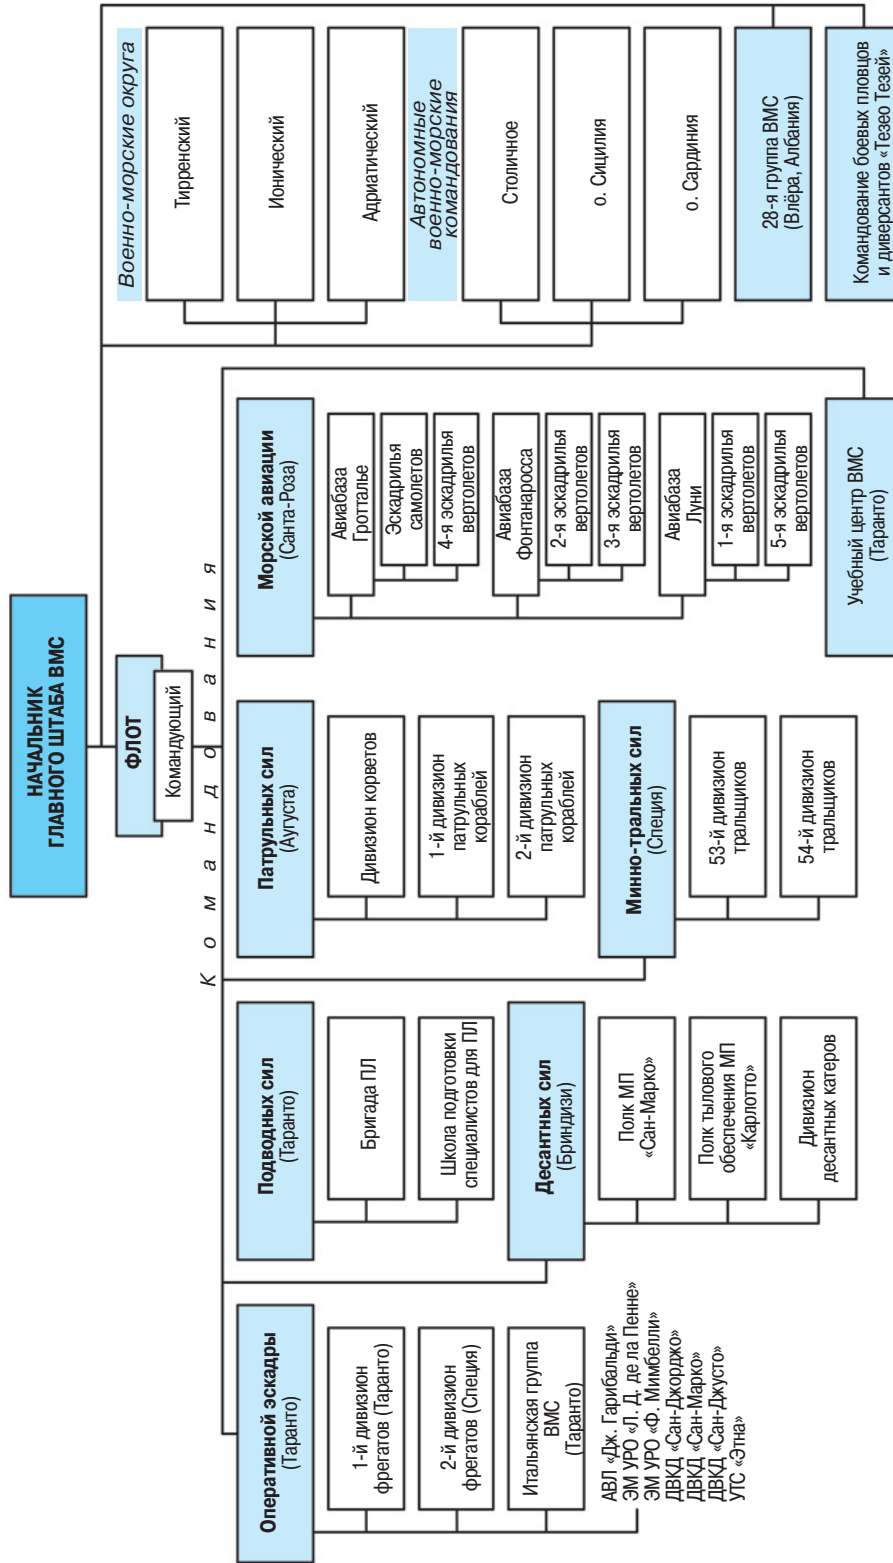 НАЧАЛЬНИК
ГЛАВНОГО ШТАБА ВМС
ФЛОТ
Командующий
Командования
Оперативной эскадры
(Таранто)
1-й дивизион
фрегатов (Таранто)
2-й дивизион
фрегатов (Специя)
Итальянская группа
ВМС
(Таранто)
АВЛ «Дж. Гарибальди»
ЭМ УРО «Л. Д. де ла Пенне»
ЭМ УРО «Ф. Мимбелли»
ДВКД «Сан-Джорджо»
ДВКД «Сан-Марко»
ДВКД «Сан-Джусто»
УТС «Этна»
Подводных сил
(Таранто)
Бригада ПЛ
Школа подготовки
специалистов для ПЛ
Десантных сил
(Бриндизи)
Полк МП
«Сан-Марко»
Полк тылового
обеспечения МП
«Карлотто»
Дивизион
десантных катеров
Патрульных сил
(Аугуста)
Дивизион корветов
1-й дивизион
патрульных
кораблей
2-й дивизион
патрульных
кораблей
Минно-тральных сил
(Специя)
53-й дивизион
тральщиков
54-й дивизион
тральщиков
Морской авиации
(Санта-Роза)
Авиабаза
Гротталье
Эскадрилья
самолетов
4-я эскадрилья
вертолетов
Авиабаза
Фонтанаросса
2-я эскадрилья
вертолетов
3-я эскадрилья
вертолетов
Авиабаза
Луни
1-я эскадрилья
вертолетов
5-я эскадрилья
вертолетов
Учебный центр ВМС
(Таранто)
Военно-морские округа
Тирренский
Ионический
Адриатический
Автономные
военно-морские
командования
Столичное
о. Сицилия
о. Сардиния
28-я группа ВМС
(Влёра, Албания)
Командование боевых пловцов
и диверсантов «Тезео Тезей»